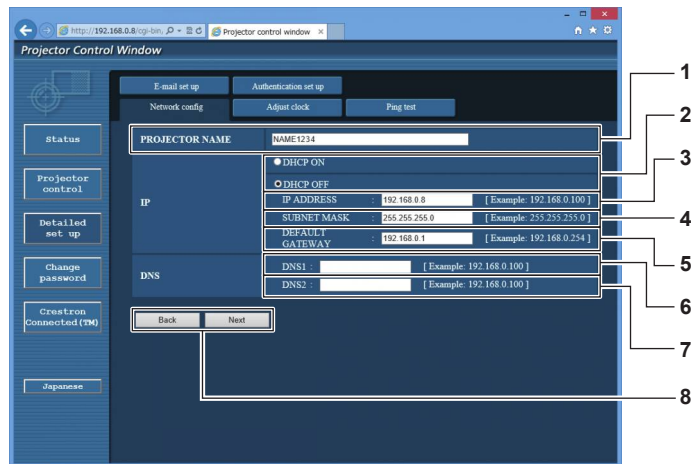 http://192.168.0.8/cgi-bin, Projector control window ×
Projector Control Window
E-mail set up Authentication set up
Network config Adjust clock Ping test
Status
Projector control
Detailed set up
Change password
Crestron Connected(TM)
Japanese
PROJECTOR NAME NAME1234
IP
DHCP ON
DHCP OFF
IP ADDRESS : 192.168.0.8 [ Example: 192.168.0.100 ]
SUBNET MASK : 255.255.255.0 [ Example: 255.255.255.0 ]
DEFAULT GATEWAY : 192.168.0.1 [ Example: 192.168.0.254 ]
DNS
DNS1 : [ Example: 192.168.0.100 ]
DNS2 : [ Example: 192.168.0.100 ]
Back Next
1
2
3
4
5
6
7
8